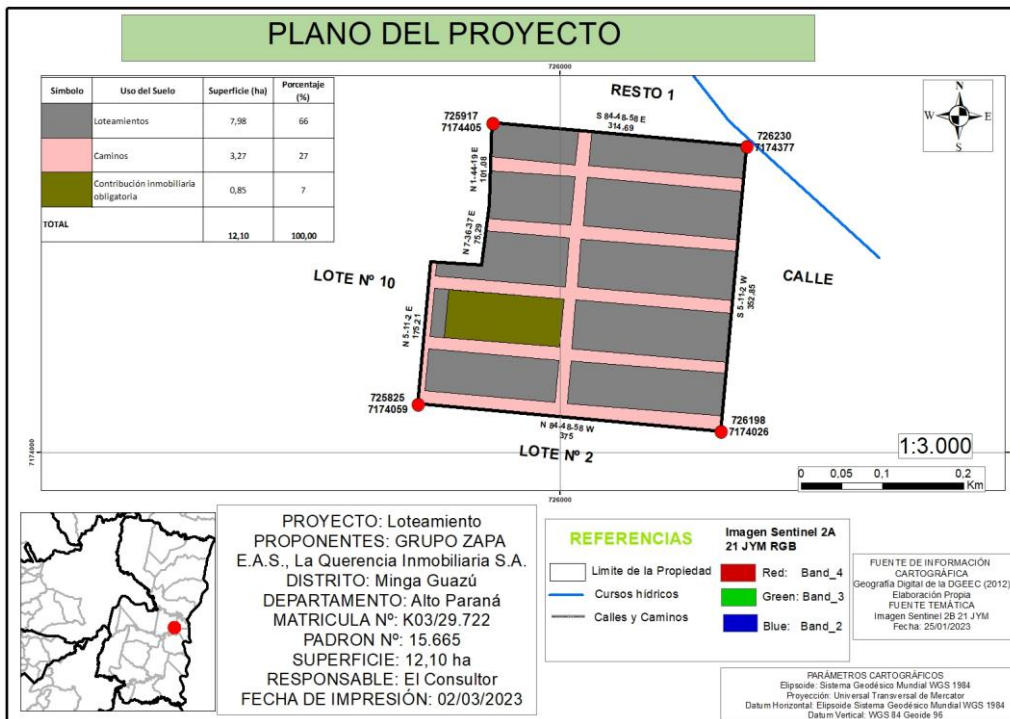 PLANO DEL PROYECTO
Símbolo Uso del Suelo Superficie (ha) Porcentaje (%)
Loteamientos 7,98 66
Caminos 3,27 27
Contribución inmobiliaria obligatoria 0,85 7
TOTAL 12,10 100,00
726000
RESTO 1
S 84-48-58 E
314.69
725917
7174405
726230
7174377
N
W E
S
N 1-44-19 E
101.08
N 7-36-37 E
75,29
LOTE Nº 10
CALLE
S 5-11-2 W
352,85
N 5-11-2 E
175,21
725825
7174059
726198
7174026
N 84-48-58 W
375
LOTE Nº 2
7174000
726000
1:3.000
0 0,05 0,1 0,2
Km
PROYECTO: Loteamiento
PROPONENTES: GRUPO ZAPA
E.A.S., La Querencia Inmobiliaria S.A.
DISTRITO: Minga Guazú
DEPARTAMENTO: Alto Paraná
MATRICULA Nº: K03/29.722
PADRON Nº: 15.665
SUPERFICIE: 12,10 ha
RESPONSABLE: El Consultor
FECHA DE IMPRESIÓN: 02/03/2023
REFERENCIAS
Limite de la Propiedad
Cursos hídricos
Calles y Caminos
Imagen Sentinel 2A
21 JYM RGB
Red: Band_4
Green: Band_3
Blue: Band_2
FUENTE DE INFORMACIÓN
CARTOGRÁFICA
Geografía Digital de la DGEEC (2012)
Elaboración Propia
FUENTE TEMÁTICA
Imagen Sentinel 2B 21 JYM
Fecha: 25/01/2023
PARÁMETROS CARTOGRÁFICOS
Elipsoide: Sistema Geodésico Mundial WGS 1984
Proyección: Universal Transversal de Mercator
Datum Horizontal: Elipsoide Sistema Geodésico Mundial WGS 1984
Datum Vertical: WGS 84 Geoide 96